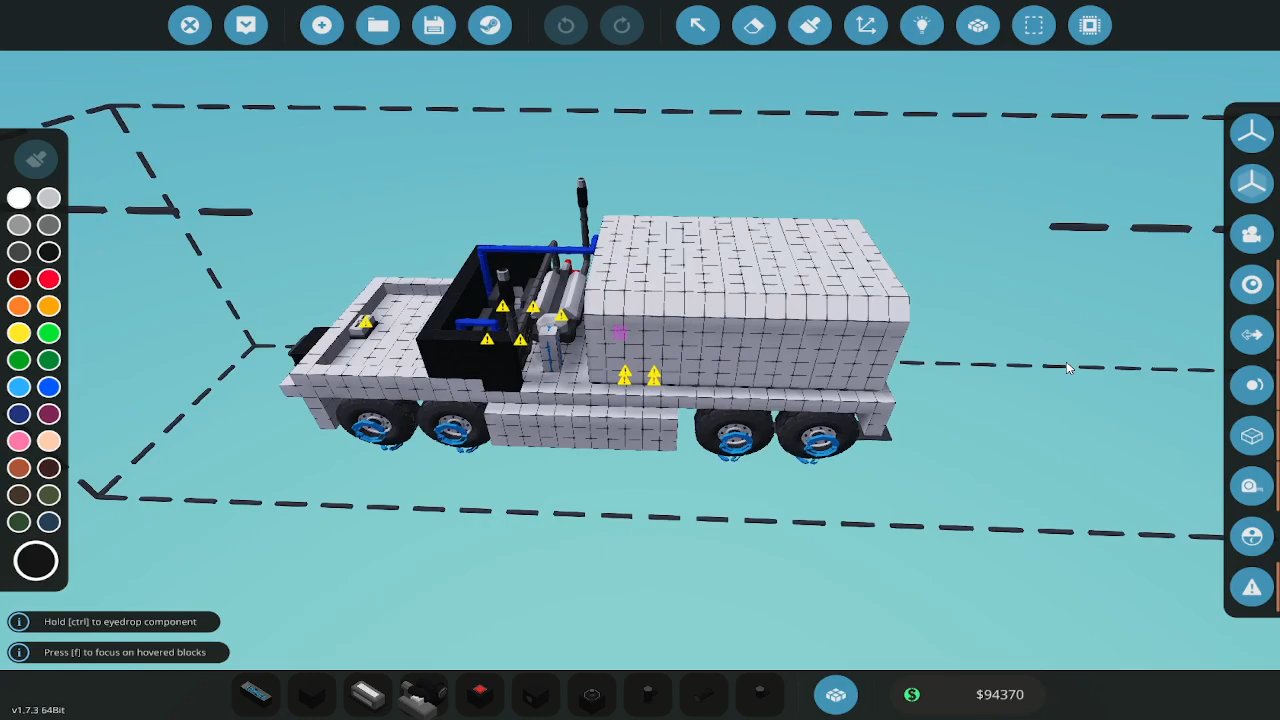 Hold [ctrl] to eyedrop component
Press [f] to focus on hovered blocks
v1.7.3 64Bit
$94370